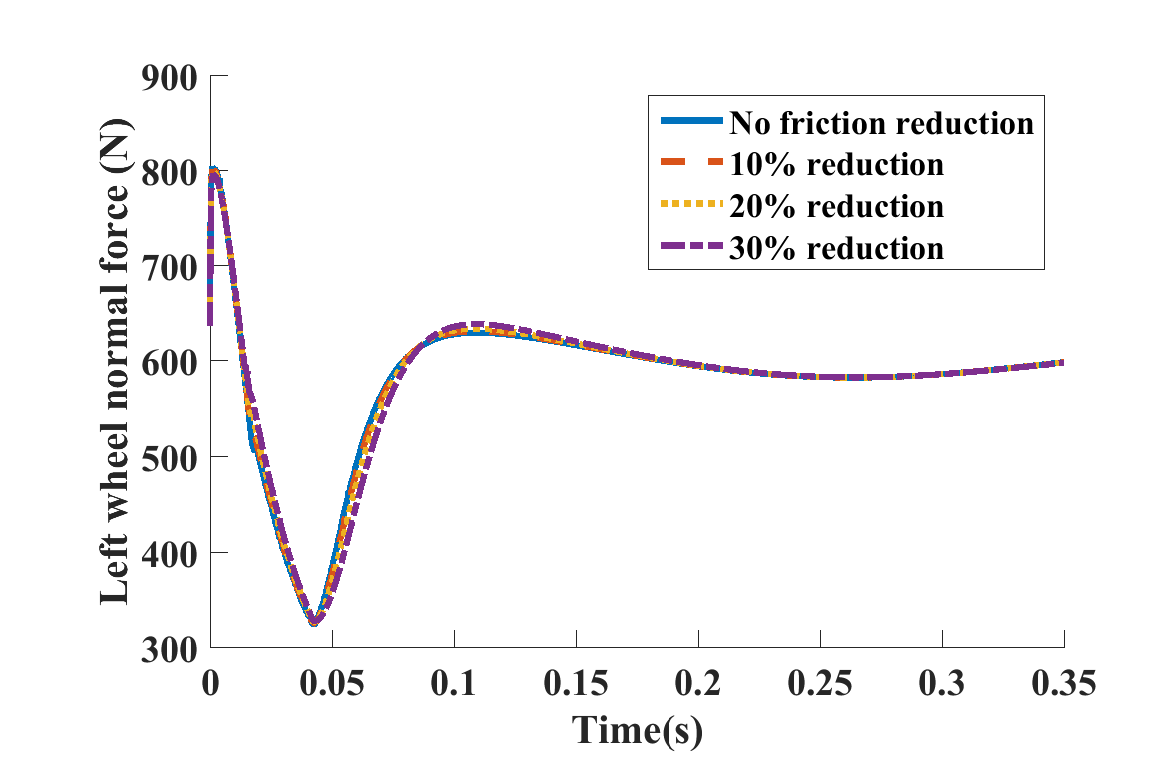 900
800
700
600
500
400
300
Left wheel normal force (N)
No friction reduction
10% reduction
20% reduction
30% reduction
0 0.05 0.1 0.15 0.2 0.25 0.3 0.35
Time(s)